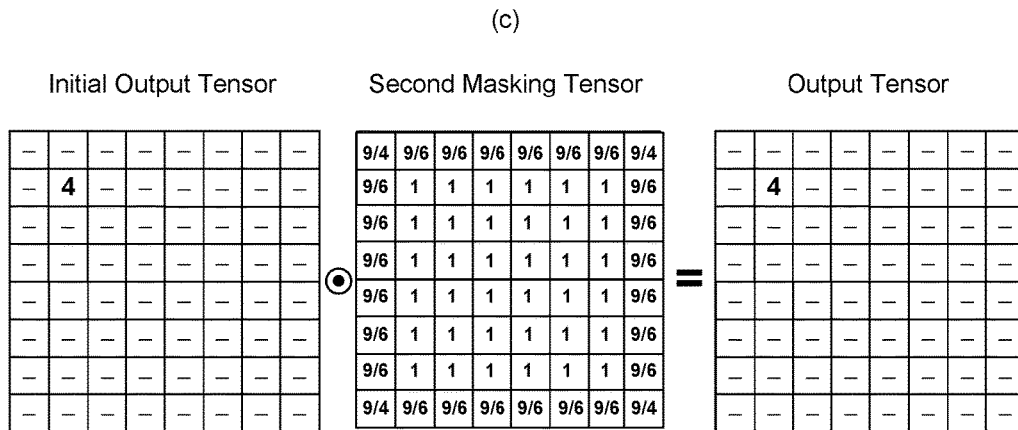 (c)
Initial Output Tensor Second Masking Tensor Output Tensor
– – – – – – – – 9/4 9/6 9/6 9/6 9/6 9/6 9/6 9/4 – – – – – – – –
– 4 – – – – – – 9/6 1 1 1 1 1 1 9/6 – 4 – – – – – –
– – – – – – – – 9/6 1 1 1 1 1 1 9/6 – – – – – – – –
– – – – – – – – 9/6 1 1 1 1 1 1 9/6 – – – – – – – –
– – – – – – – – ⊙ 9/6 1 1 1 1 1 1 9/6 = – – – – – – – –
– – – – – – – – 9/6 1 1 1 1 1 1 9/6 – – – – – – – –
– – – – – – – – 9/6 1 1 1 1 1 1 9/6 – – – – – – – –
– – – – – – – – 9/4 9/6 9/6 9/6 9/6 9/6 9/6 9/4 – – – – – – – –